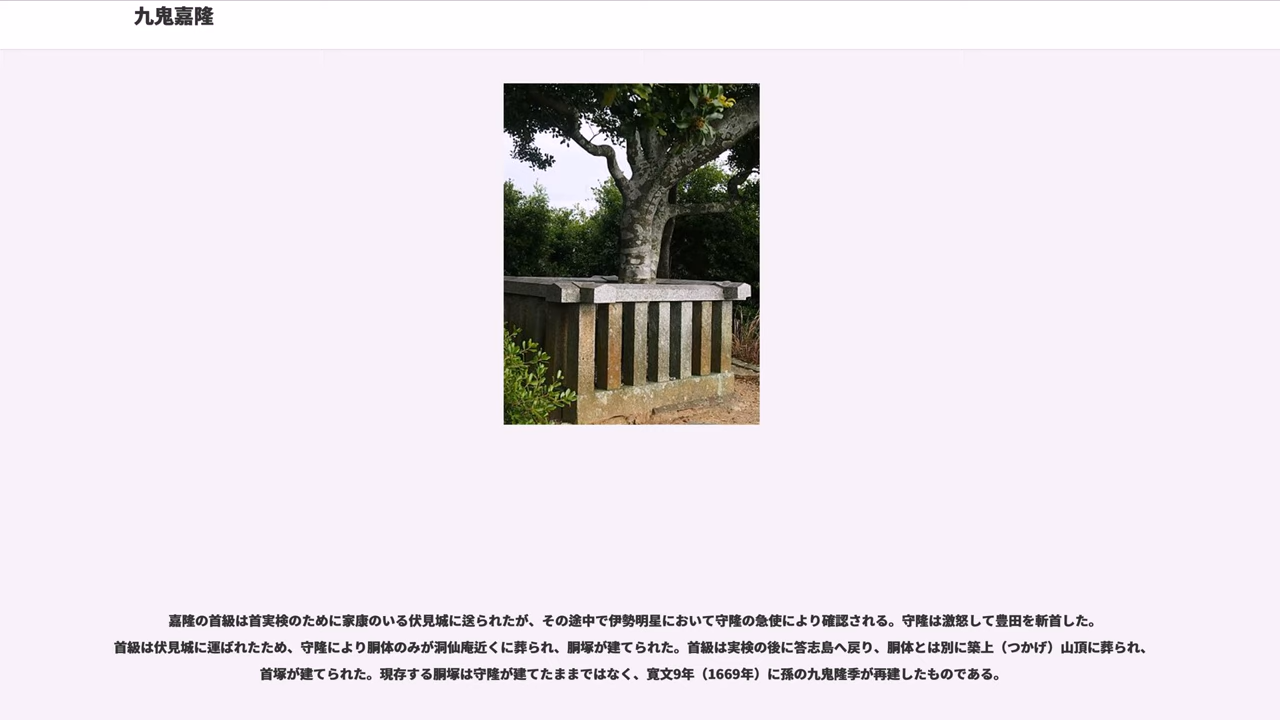 九鬼嘉隆
嘉隆の首級は首実検のために家康のいる伏見城に送られたが、その途中で伊勢明星において守隆の急使により確認される。守隆は激怒して豊田を斬首した。
首級は伏見城に運ばれたため、守隆により胴体のみが洞仙庵近くに葬られ、胴塚が建てられた。首級は実検の後に答志島へ戻り、胴体とは別に築上（つかげ）山頂に葬られ、
首塚が建てられた。現存する胴塚は守隆が建てたままではなく、寛文9年（1669年）に孫の九鬼隆季が再建したものである。